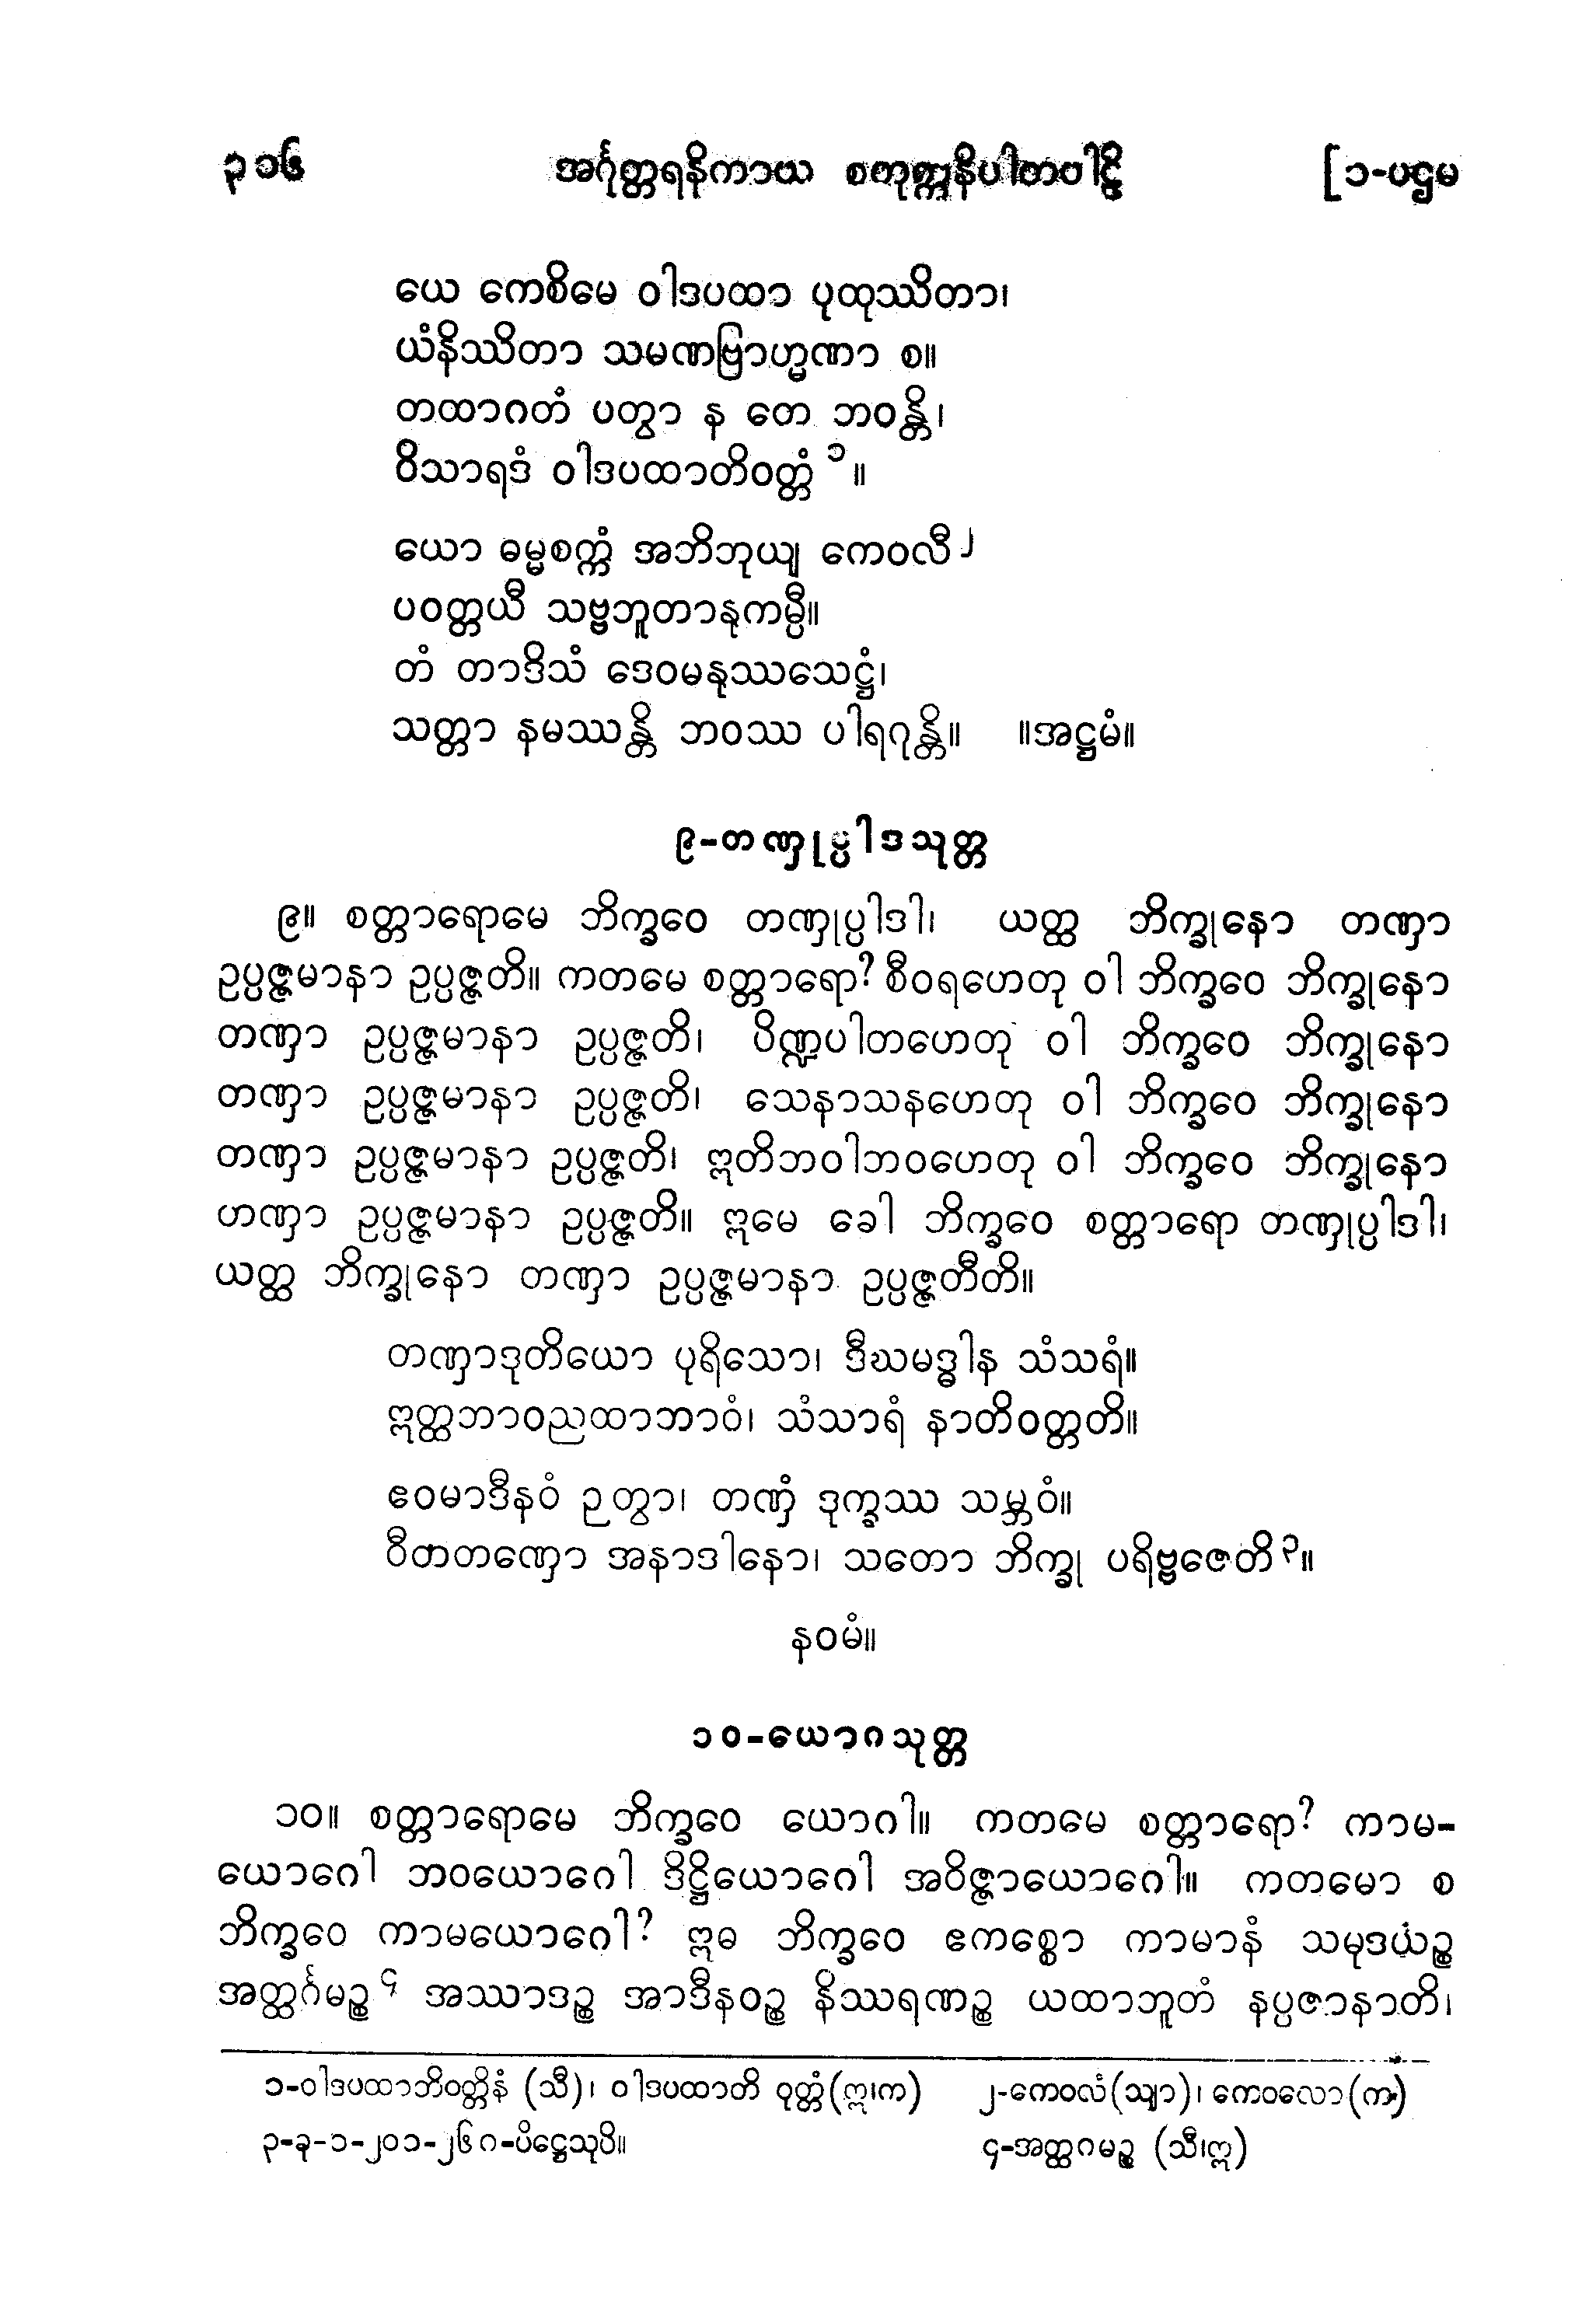 ၃၁၆ အင်္ဂုတ္တရနိကာယ စတုက္ကနိပါတပါဠိ [၁-ပဌမ
ယေ ကေစိမေ ဝါဒပထာ ပုထုဿိတာ၊
ယံနိဿိတာ သမဏဗြာဟ္မဏာ စ။
တထာဂတံ ပတွာ န တေ ဘဝန္တိ၊
ဝိသာရဒံ ဝါဒပထာတိဝတ္တံ ၁။
ယော ဓမ္မစက္ကံ အဘိဘုယျ ကေဝလီ ၂
ပဝတ္တယီ သဗ္ဗဘူတာနုကမ္ပီ။
တံ တာဒိသံ ဒေဝမနုဿသေဋ္ဌံ၊
သတ္တာ နမဿန္တိ ဘဝဿ ပါရဂုန္တိ။ ။အဋ္ဌမံ။
၉-တဏှုပ္ပါဒသုတ္တ
၉။ စတ္တာရောမေ ဘိက္ခဝေ တဏှုပ္ပါဒါ၊ ယတ္ထ ဘိက္ခုနော တဏှာ
ဥပ္ပဇ္ဇမာနာ ဥပ္ပဇ္ဇတိ။ ကတမေ စတ္တာရော? စီဝရဟေတု ဝါ ဘိက္ခဝေ ဘိက္ခုနော
တဏှာ ဥပ္ပဇ္ဇမာနာ ဥပ္ပဇ္ဇတိ၊ ပိဏ္ဍပါတဟေတု ဝါ ဘိက္ခဝေ ဘိက္ခုနော
တဏှာ ဥပ္ပဇ္ဇမာနာ ဥပ္ပဇ္ဇတိ၊ သေနာသနဟေတု ဝါ ဘိက္ခဝေ ဘိက္ခုနော
တဏှာ ဥပ္ပဇ္ဇမာနာ ဥပ္ပဇ္ဇတိ၊ ဣတိဘဝါဘဝဟေတု ဝါ ဘိက္ခဝေ ဘိက္ခုနော
ဟဏှာ ဥပ္ပဇ္ဇမာနာ ဥပ္ပဇ္ဇတိ။ ဣမေ ခေါ ဘိက္ခဝေ စတ္တာရော တဏှုပ္ပါဒါ၊
ယတ္ထ ဘိက္ခုနော တဏှာ ဥပ္ပဇ္ဇမာနာ ဥပ္ပဇ္ဇတီတိ။
တဏှာဒုတိယော ပုရိသော၊ ဒီဃမဒ္ဓါန သံသရံ။
ဣတ္ထဘာဝညထာဘာဝံ၊ သံသာရံ နာတိဝတ္တတိ။
ဧဝမာဒီနဝံ ဉတွာ၊ တဏှံ ဒုက္ခဿ သမ္ဘဝံ။
ဝီတတဏှော အနာဒါနော၊ သတော ဘိက္ခု ပရိဗ္ဗဇေတိ ၃။
နဝမံ။
၁၀-ယောဂသုတ္တ
၁၀။ စတ္တာရောမေ ဘိက္ခဝေ ယောဂါ။ ကတမေ စတ္တာရော? ကာမ-
ယောဂေါ ဘဝယောဂေါ ဒိဋ္ဌိယောဂေါ အဝိဇ္ဇာယောဂေါ။ ကတမော စ
ဘိက္ခဝေ ကာမယောဂေါ? ဣဓ ဘိက္ခဝေ ဧကစ္စော ကာမာနံ သမုဒယံဉ္စ
အတ္ထင်္ဂမဉ္စ ၄ အဿာဒဉ္စ အာဒီနဝဉ္စ နိဿရဏဉ္စ ယထာဘူတံ နပ္ပဇာနာတိ၊
၁-ဝါဒပထာဘိဝတ္တိနံ (သီ)၊ ဝါဒပထာတိ ဝုတ္တံ(ဣ၊က) ၂-ကေဝလံ(သျာ)၊ ကေဝလော(က)
၃-ခု-၁-၂၀၁-၂၆၈-ပိဋ္ဌေသုပိ။ ၄-အတ္ထဂမဉ္စ (သီ၊ဣ)